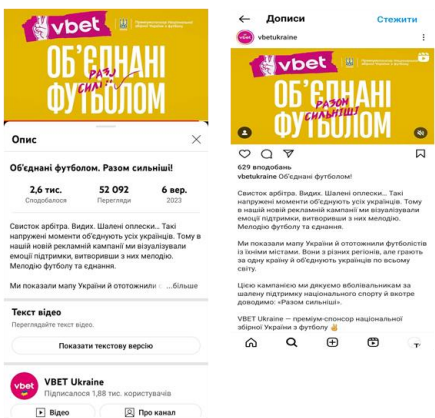 vbet
ОБ'ЄДНАНІ
РАЗОМ
СИЛЬ
ФУТБОЛОМ
Опис
Об'єднані футболом. Разом сильніші!
2,6 тис.
52 092
6 вер.
Сподобалося
Перегляди
2023
Свисток арбітра. Видих. Шалені оплески... Такі
напружені моменти об'єднують усіх українців. Тому
в нашій новій рекламній кампанії ми візуалізували
емоції підтримки, витворивши з них мелодію.
Мелодію футболу та єднання.
Ми показали мапу України й ототожнили
...більше
Текст відео
Переглядайте текст відео.
Показати текстову версію
vbet
VBET Ukraine
Підписалося 1,88 тис. користувачів
Відео
Про канал
Дописи
Стежити
vbet
vbetukraine
vbet
ОБ'ЄДНАНІ
РАЗОМ
СИЛЬНІШІ
ФУТБОЛОМ
629 вподобань
vbetukraine Об'єднані футболом!
Свисток арбітра. Видих. Шалені оплески... Такі
напружені моменти об'єднують усіх українців. Тому
в нашій новій рекламній кампанії ми візуалізували
емоції підтримки, витворивши з них мелодію.
Мелодію футболу та єднання.
Ми показали мапу України й ототожнили футболістів
із їхніми містами. Вони з різних регіонів, але грають
за одну країну й об'єднують українців по всьому
світу.
Цією кампанією ми дякуємо вболівальникам за
шалену підтримку національного спорту й вкотре
доводимо: «Разом сильніші».
VBET Ukraine — преміум-спонсор національної
збірної України з футболу